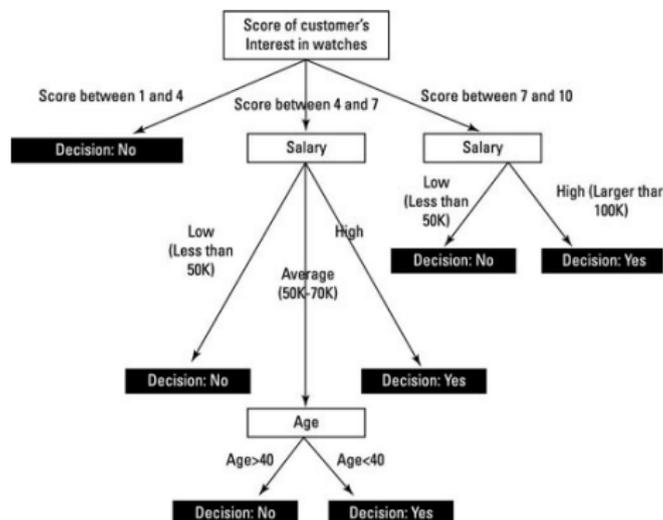 Score of customer's
Interest in watches
Score between 1 and 4
Score between 4 and 7
Score between 7 and 10
Decision: No
Salary
Salary
Low
(Less than
50K)
High (Larger than
100K)
Low
(Less than
50K)
High
Average
(50K-70K)
Decision: No
Decision: Yes
Decision: No
Decision: Yes
Age
Age>40
Age<40
Decision: No
Decision: Yes